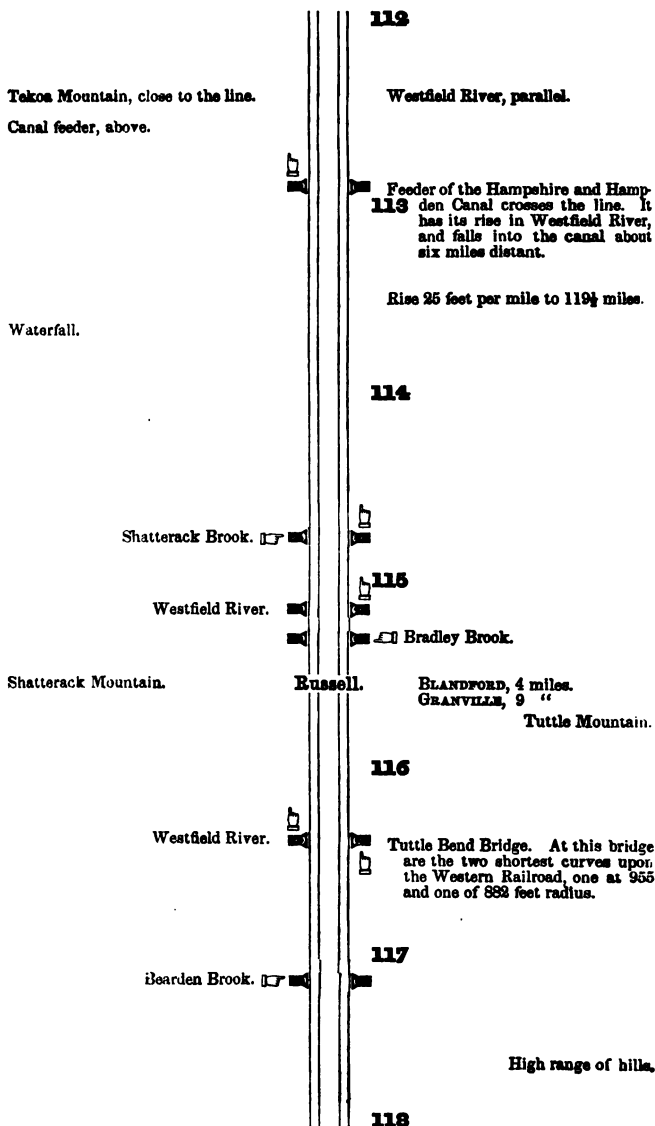 112
Tekoa Mountain, close to the line.
Westfield River, parallel.
Canal feeder, above.
Feeder of the Hampshire and Hamp-
113
den Canal crosses the line. It
has its rise in Westfield River,
and falls into the canal about
six miles distant.
Rise 25 feet per mile to 119½ miles.
Waterfall.
114
Shatterack Brook.
115
Westfield River.
Bradley Brook.
Shatterack Mountain.
Russell.
BLANDFORD, 4 miles.
GRANVILLE, 9 "
Tuttle Mountain.
116
Westfield River.
Tuttle Bend Bridge. At this bridge
are the two shortest curves upon
the Western Railroad, one at 955
and one of 882 feet radius.
117
Bearden Brook.
High range of hills.
118